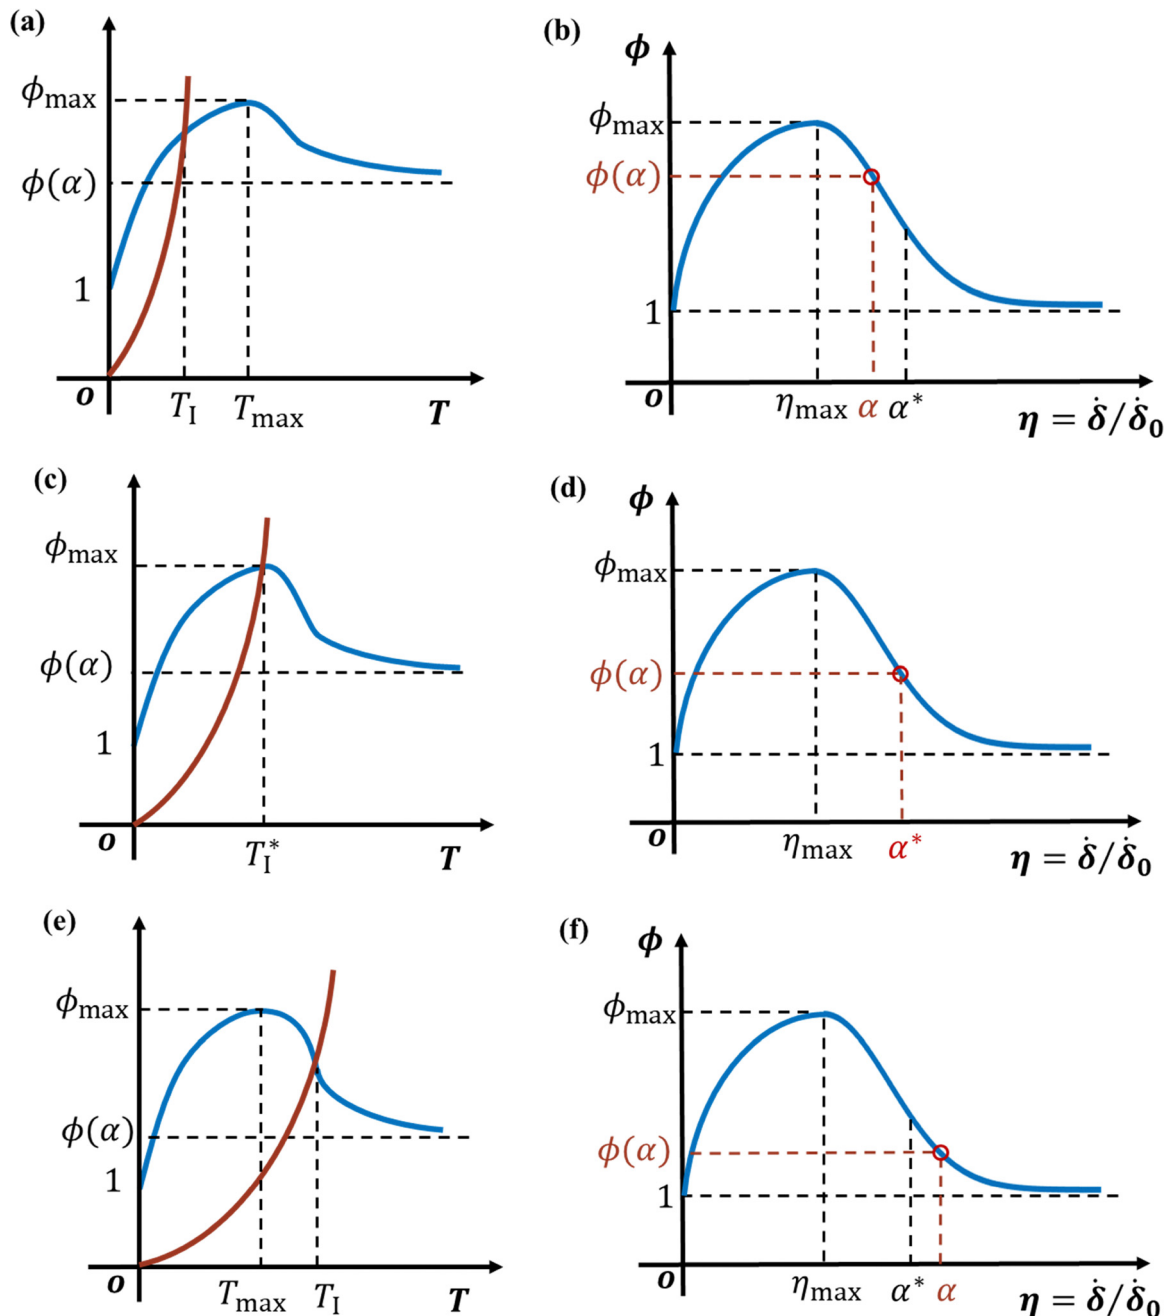 (a)
ϕmax
ϕ(α)
1
o
TI
Tmax
T
(b)
ϕ
ϕmax
ϕ(α)
1
o
ηmax
α
α*
η = δ̇/δ̇0
(c)
ϕmax
ϕ(α)
1
o
TI*
T
(d)
ϕ
ϕmax
ϕ(α)
1
o
ηmax
α*
η = δ̇/δ̇0
(e)
ϕmax
ϕ(α)
1
o
Tmax
TI
T
(f)
ϕ
ϕmax
ϕ(α)
1
o
ηmax
α*
α
η = δ̇/δ̇0